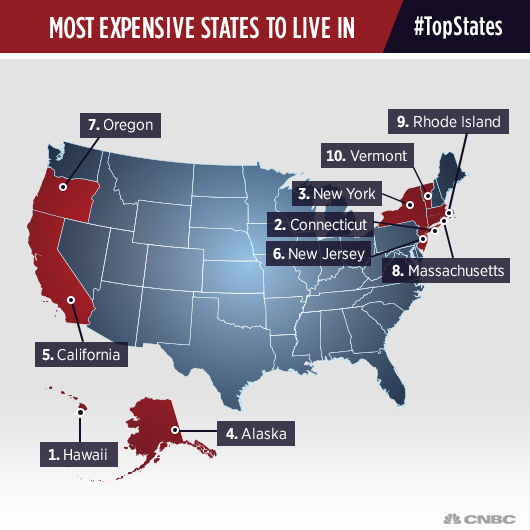 MOST EXPENSIVE STATES TO LIVE IN
#TopStates
9. Rhode Island
7. Oregon
10. Vermont
3. New York
2. Connecticut
6. New Jersey
8. Massachusetts
5. California
4. Alaska
1. Hawaii
CNBC